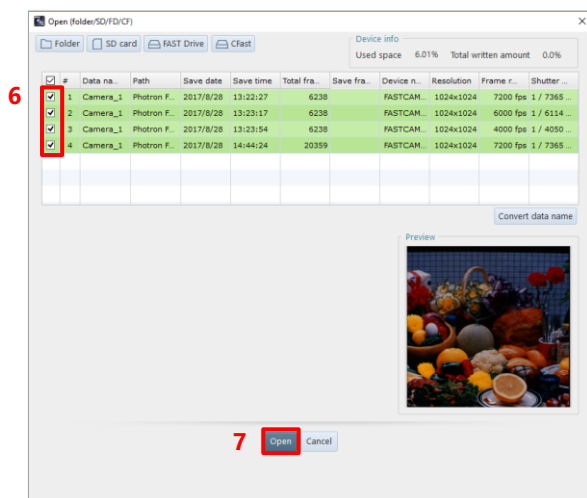 Open (folder/SD/FD/CF)
Folder SD card FAST Drive CFast
Device info
Used space 6.01% Total written amount 0.0%
# Data na... Path Save date Save time Total fra... Save fra... Device n... Resolution Frame r... Shutter ...
6
1 Camera_1 Photron F... 2017/8/28 13:22:27 6238 FASTCAM... 1024x1024 7200 fps 1 / 7365 ...
2 Camera_1 Photron F... 2017/8/28 13:23:17 6238 FASTCAM... 1024x1024 6000 fps 1 / 6114 ...
3 Camera_1 Photron F... 2017/8/28 13:23:54 6238 FASTCAM... 1024x1024 4000 fps 1 / 4050 ...
4 Camera_1 Photron F... 2017/8/28 14:44:24 20359 FASTCAM... 1024x1024 7200 fps 1 / 7365 ...
Convert data name
Preview
7 Open Cancel